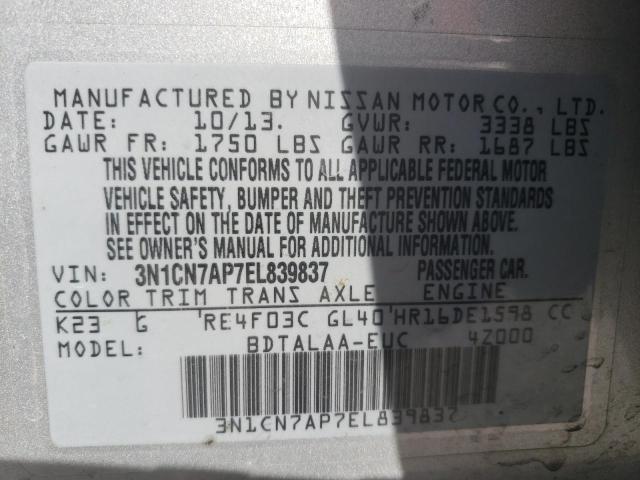 MANUFACTURED BY NISSAN MOTOR CO., LTD.
DATE: 10/13. GVWR: 3338 LBS
GAWR FR: 1750 LBS GAWR RR: 1687 LBS
THIS VEHICLE CONFORMS TO ALL APPLICABLE FEDERAL MOTOR
VEHICLE SAFETY, BUMPER AND THEFT PREVENTION STANDARDS
IN EFFECT ON THE DATE OF MANUFACTURE SHOWN ABOVE.
SEE OWNER'S MANUAL FOR ADDITIONAL INFORMATION.
VIN: 3N1CN7AP7EL839837 PASSENGER CAR.
COLOR TRIM TRANS AXLE ENGINE
K23 G 'RE4F03C GL40'HR16DE1598 CC
MODEL: BDTALAA-EUC 4Z000
3N1CN7AP7EL839837